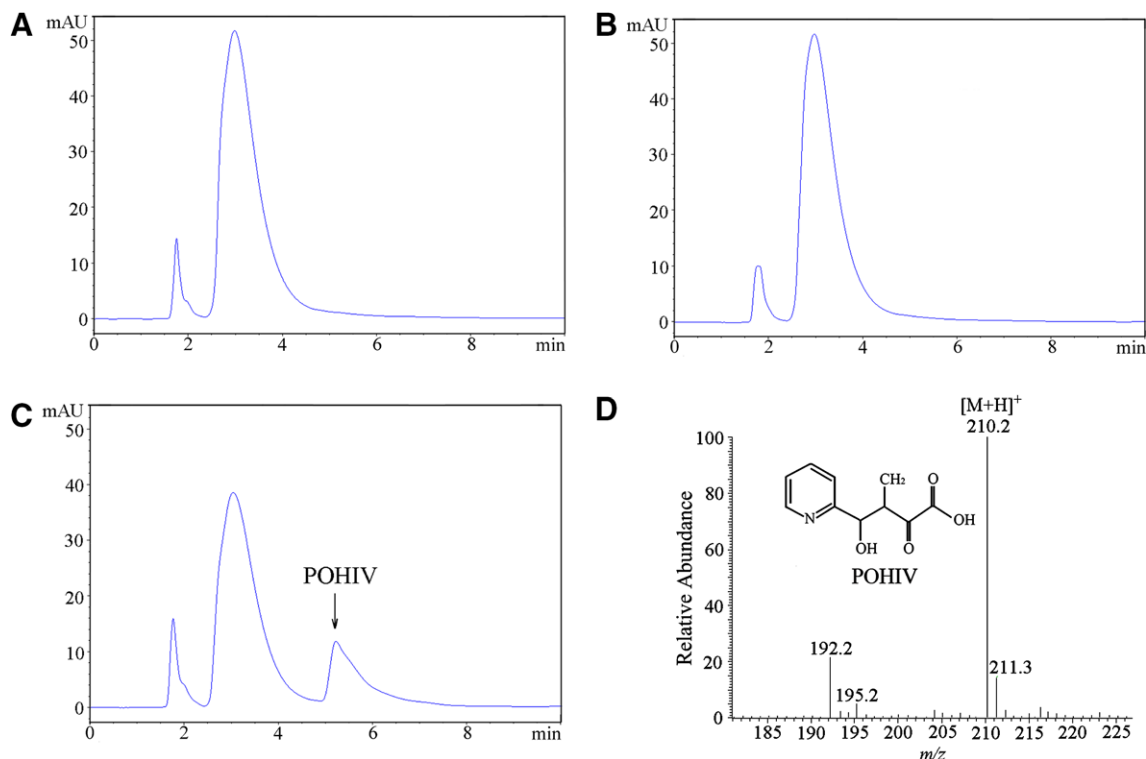 A
mAU
50
40
30
20
10
0
0 2 4 6 8 min
B
mAU
50
40
30
20
10
0
0 2 4 6 8 min
C
mAU
50
40
30
20
10
0
POHIV
0 2 4 6 8 min
D
[M+H]+
210.2
100
80
60
40
20
0
Relative Abundance
CH₂
O
OH
N
OH
O
POHIV
192.2
195.2
211.3
185 190 195 200 205 210 215 220 225
m/z